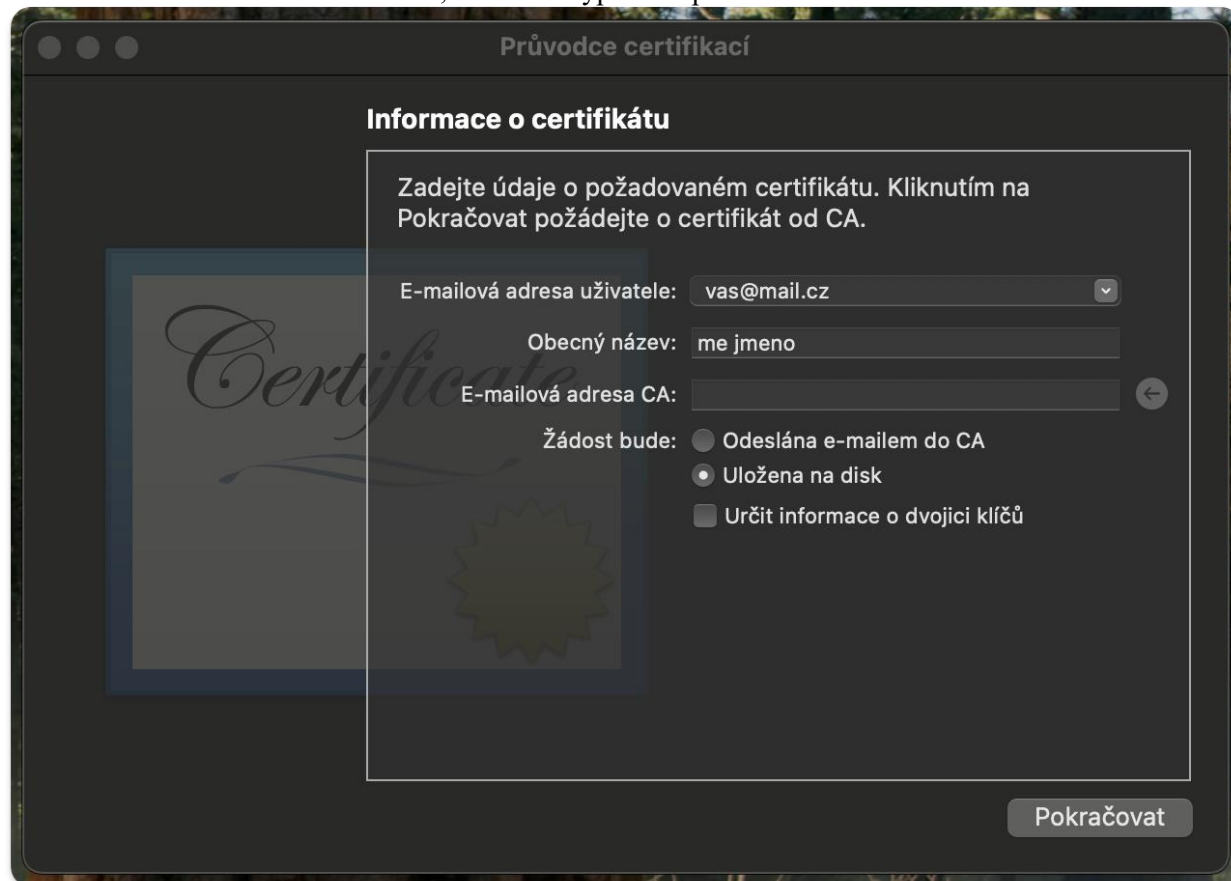 Průvodce certifikací
Informace o certifikátu
Zadejte údaje o požadovaném certifikátu. Kliknutím na
Pokračovat požádejte o certifikát od CA.
Certificate
E-mailová adresa uživatele: vas@mail.cz
Obecný název: me jmeno
E-mailová adresa CA:
Žádost bude: Odeslána e-mailem do CA
Uložena na disk
Určit informace o dvojici klíčů
Pokračovat